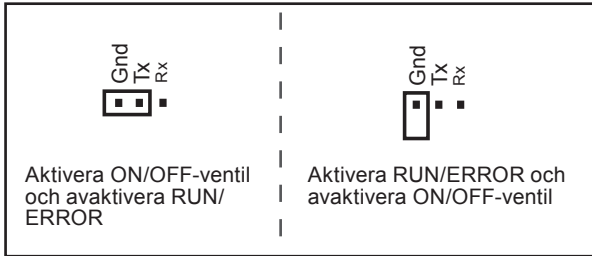 Gnd
Tx
Rx
Aktivera ON/OFF-ventil
och avaktivera RUN/
ERROR
Gnd
Tx
Rx
Aktivera RUN/ERROR och
avaktivera ON/OFF-ventil